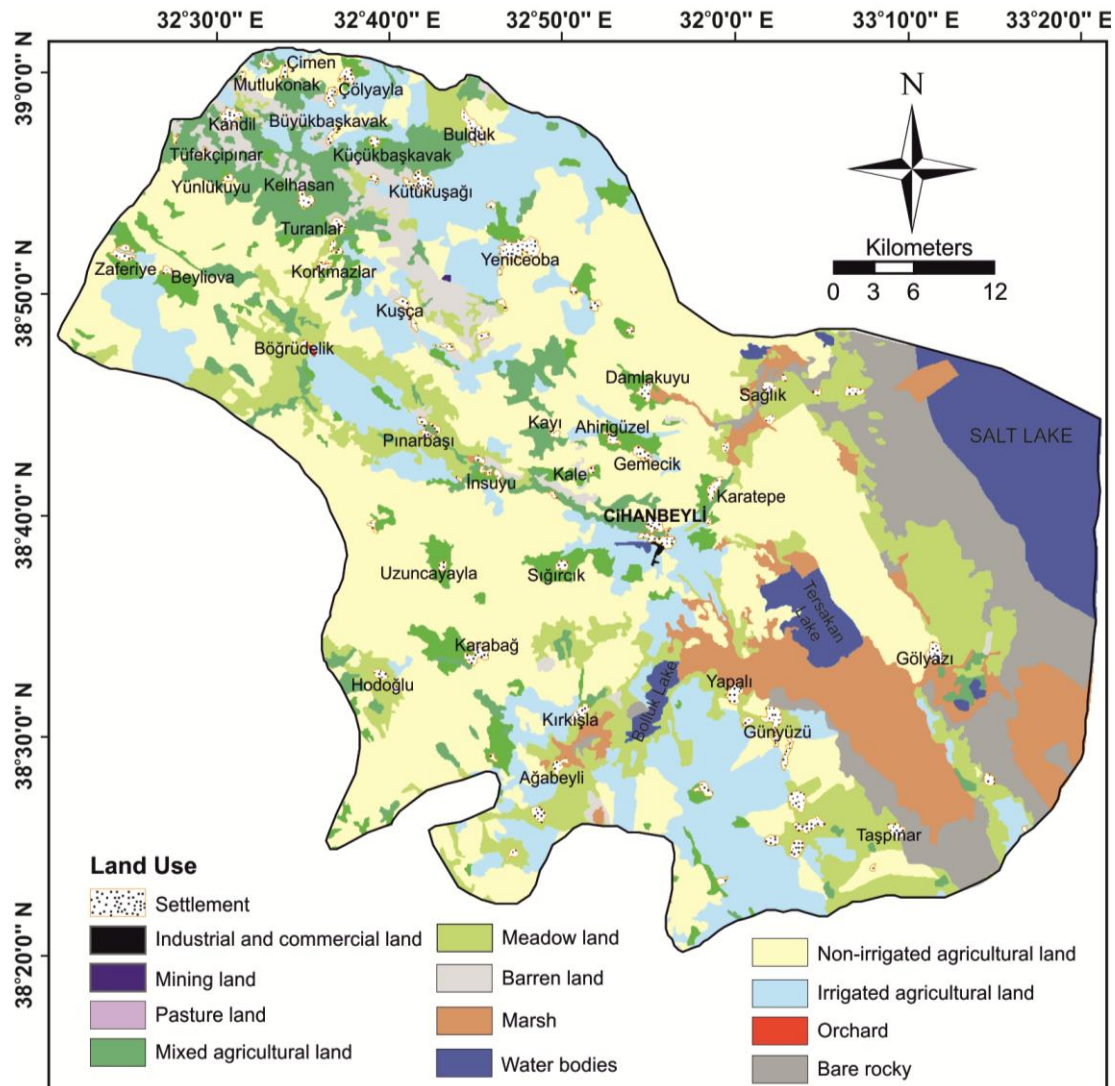 32°30'0" E
32°40'0" E
32°50'0" E
32°0'0" E
33°10'0" E
33°20'0" E
39°0'0" N
38°50'0" N
38°40'0" N
38°30'0" N
38°20'0" N
N
Kilometers
0 3 6 12
Çimen
Mutlukonak
Çölyayla
Kandil
Büyükbaşkavak
Bulduk
Tüfekçipınar
Küçükbaşkavak
Yünlükuyu
Kelhasan
Kütükuşağı
Turanlar
Zaferiye
Beyliova
Korkmazlar
Yeniceoba
Kuşça
Böğrüdelik
Damlakuyu
Sağlık
SALT LAKE
Pınarbaşı
Kayı
Ahirigüzel
Gemecik
İnsuyu
Kale
Karatepe
CİHANBEYLİ
Uzuncayayla
Sığırcık
Tersakan
Lake
Karabağ
Gölyazı
Hodoğlu
Bolluk Lake
Yapalı
Kırkışla
Günyüzü
Ağabeyli
Taşpınar
Land Use
Settlement
Industrial and commercial land
Mining land
Pasture land
Mixed agricultural land
Meadow land
Barren land
Marsh
Water bodies
Non-irrigated agricultural land
Irrigated agricultural land
Orchard
Bare rocky